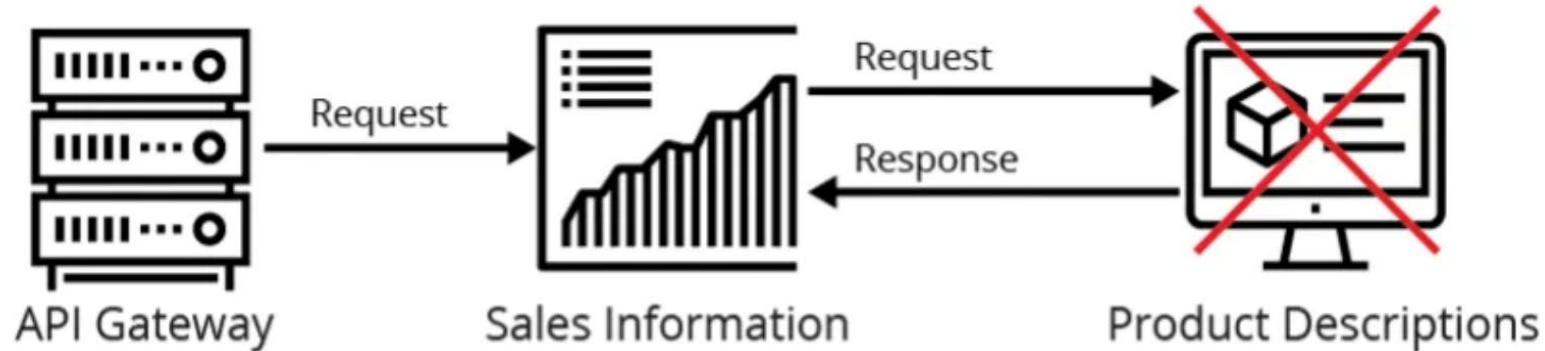 Request
Request
Response
API Gateway
Sales Information
Product Descriptions